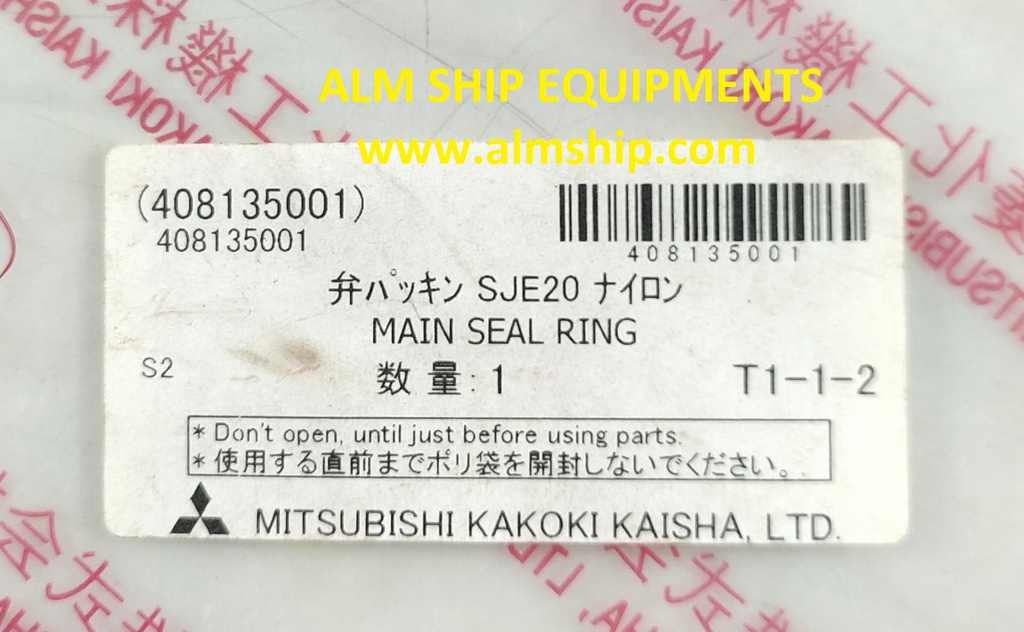 ALM SHIP EQUIPMENTS
www.almship.com
(408135001)
408135001
408135001
弁パッキン SJE20 ナイロン
MAIN SEAL RING
S2
数 量: 1
T1-1-2
* Don't open, until just before using parts.
* 使用する直前までポリ袋を開封しないでください。
MITSUBISHI KAKOKI KAISHA, LTD.